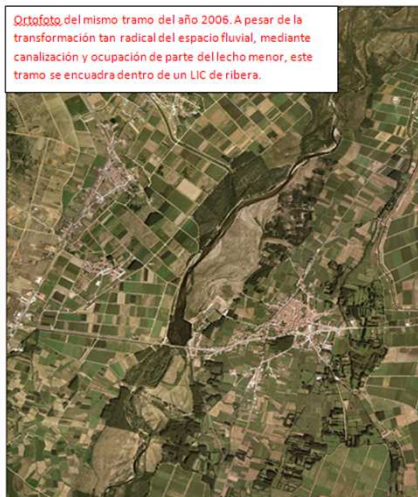 Ortofoto del mismo tramo del año 2006. A pesar de la
transformación tan radical del espacio fluvial, mediante
canalización y ocupación de parte del lecho menor, este
tramo se encuadra dentro de un LIC de ribera.